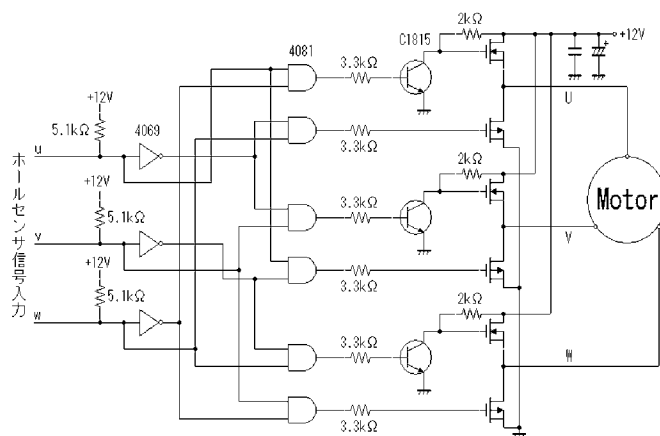 2kΩ
C1815
+12V
4081
3.3kΩ
+12V
U
5.1kΩ
4069
u
3.3kΩ
2kΩ
ホールセンサ信号入力
+12V
Motor
5.1kΩ
3.3kΩ
v
V
+12V
3.3kΩ
2kΩ
5.1kΩ
w
3.3kΩ
W
3.3kΩ